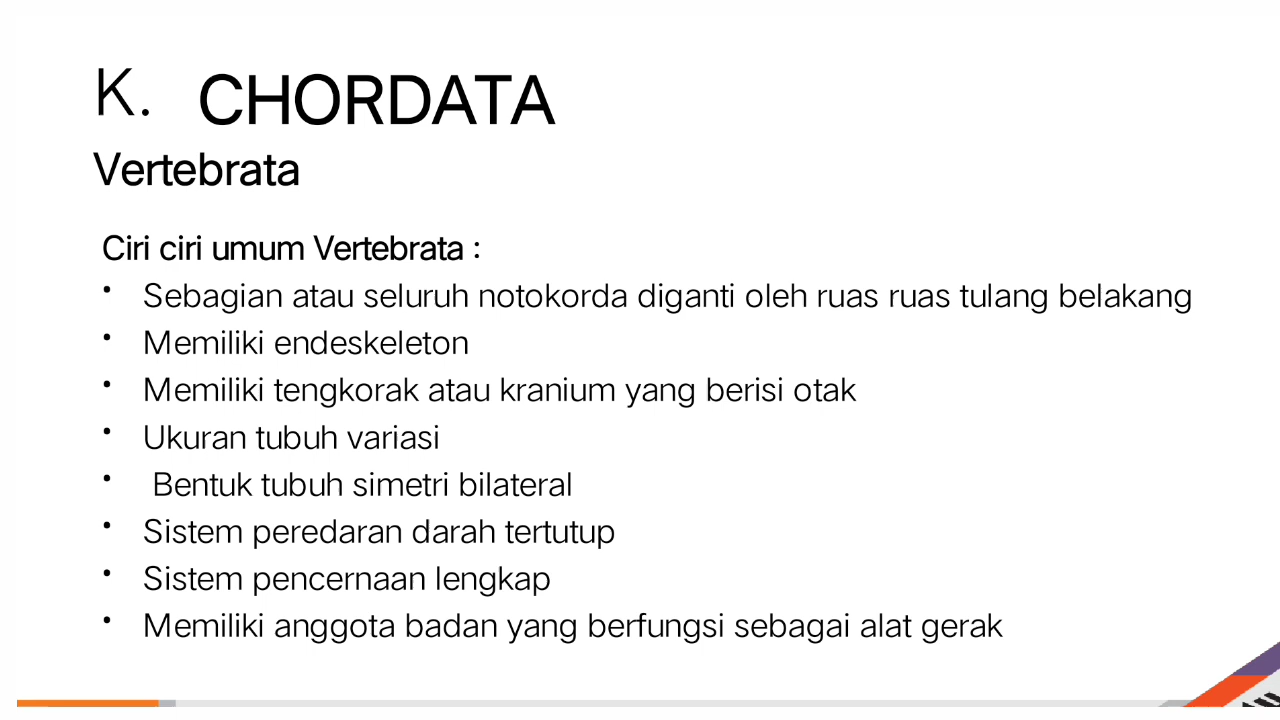 K. CHORDATA
Vertebrata
Ciri ciri umum Vertebrata :
• Sebagian atau seluruh notokorda diganti oleh ruas ruas tulang belakang
• Memiliki endeskeleton
• Memiliki tengkorak atau kranium yang berisi otak
• Ukuran tubuh variasi
• Bentuk tubuh simetri bilateral
• Sistem peredaran darah tertutup
• Sistem pencernaan lengkap
• Memiliki anggota badan yang berfungsi sebagai alat gerak